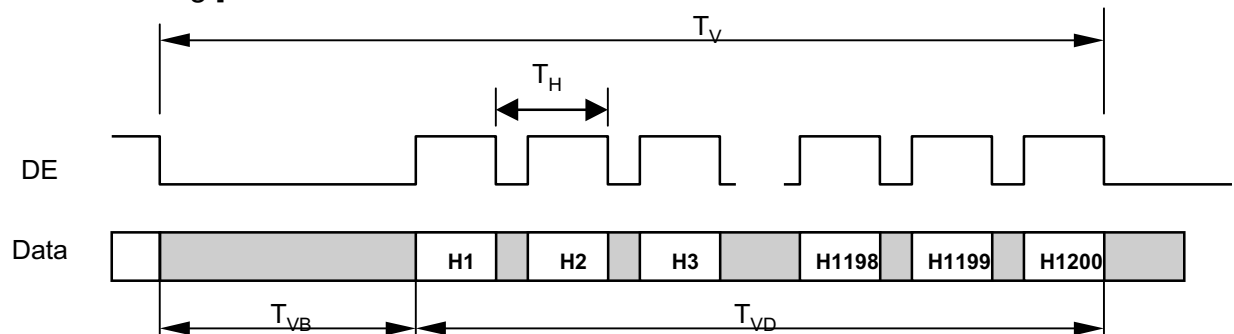 T_V
T_H
DE
Data
H1 H2 H3 H1198 H1199 H1200
T_VB T_VD